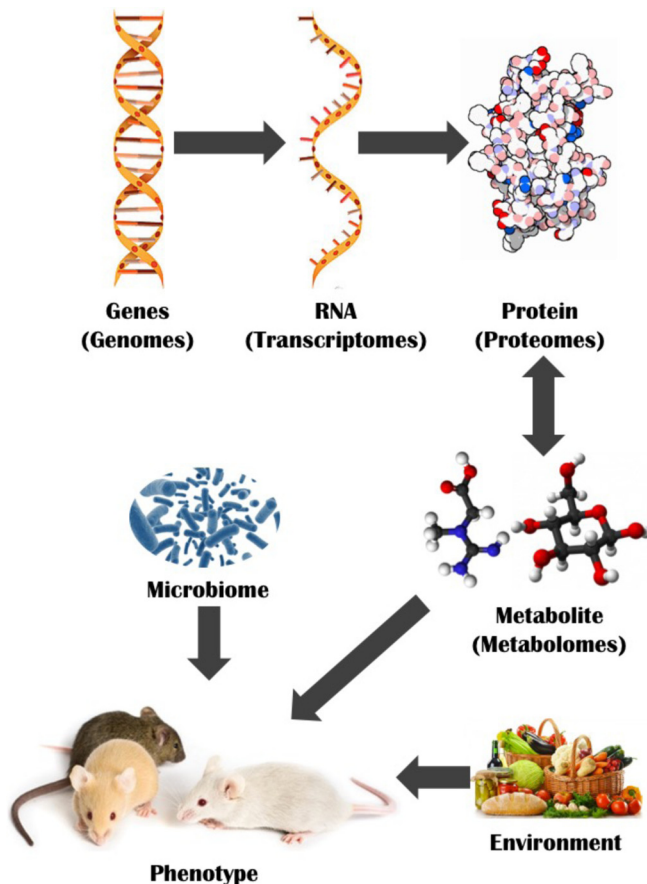 Genes
(Genomes)
RNA
(Transcriptomes)
Protein
(Proteomes)
Microbiome
Metabolite
(Metabolomes)
Environment
Phenotype